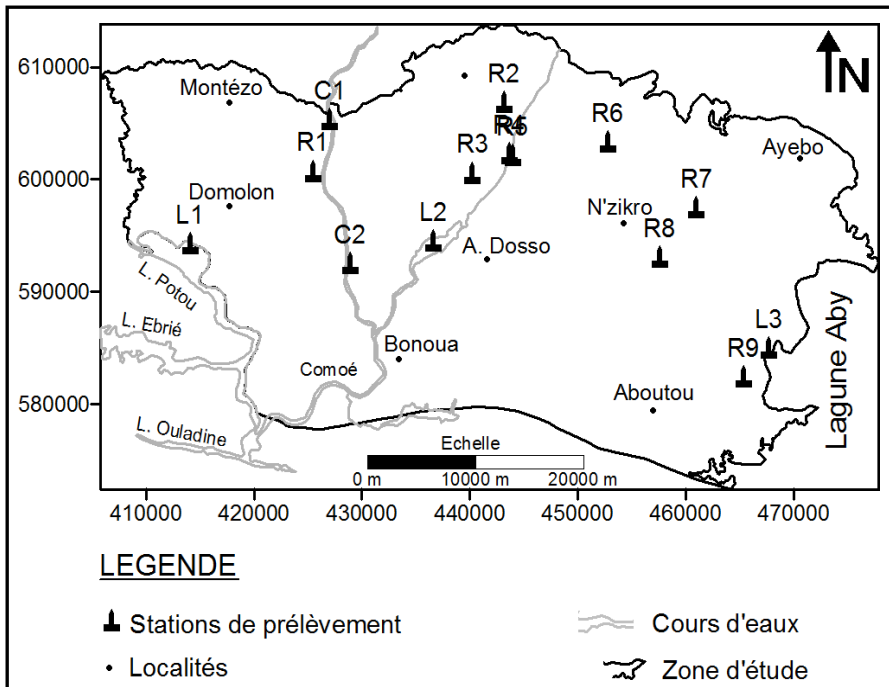 610000
600000
590000
580000
N
Montézo
C1
R2
R1
R3
R6
Ayebo
Domolon
R7
L1
L2
N'zikro
R8
C2
A. Dosso
L. Potou
L. Ebrié
L3
Bonoua
R9
Comoé
Aboutou
Lagune Aby
L. Ouladine
Echelle
0 m 10000 m 20000 m
410000 420000 430000 440000 450000 460000 470000
LEGENDE
Stations de prélèvement
Cours d'eaux
Localités
Zone d'étude